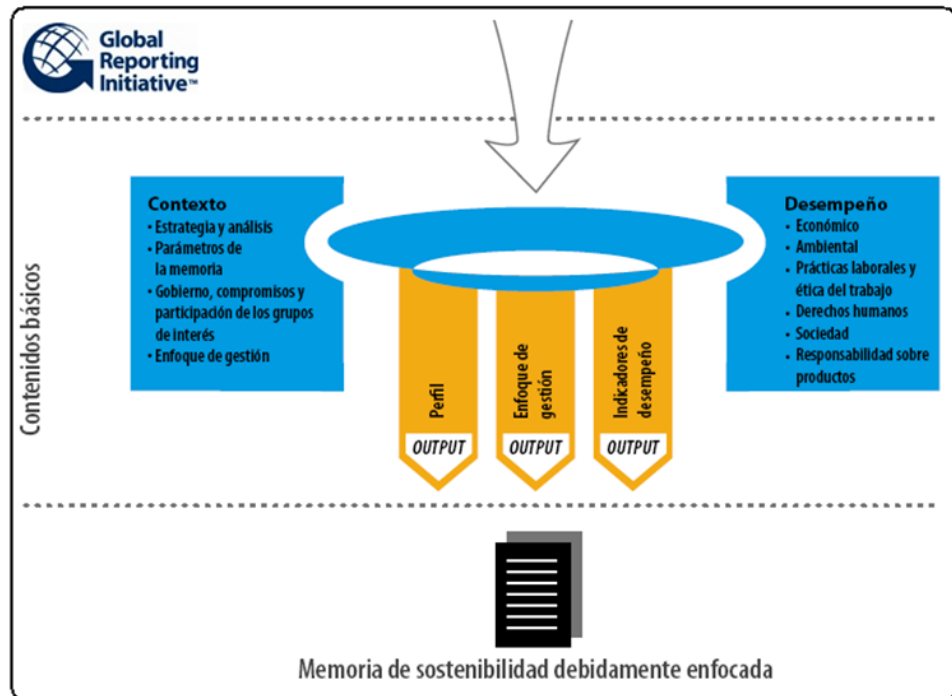 Global
Reporting
Initiative™
Contenidos básicos
Contexto
• Estrategia y análisis
• Parámetros de
la memoria
• Gobierno, compromisos y
participación de los grupos
de interés
• Enfoque de gestión
Desempeño
• Económico
• Ambiental
• Prácticas laborales y
ética del trabajo
• Derechos humanos
• Sociedad
• Responsabilidad sobre
productos
Perfil
OUTPUT
Enfoque de
gestión
OUTPUT
Indicadores de
desempeño
OUTPUT
Memoria de sostenibilidad debidamente enfocada